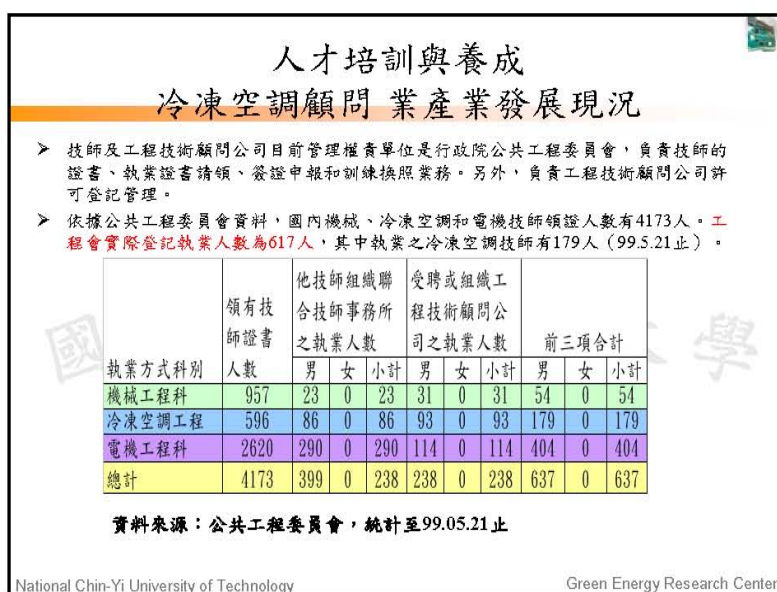 人才培訓與養成
冷凍空調顧問 業產業發展現況
➤ 技師及工程技術顧問公司目前管理權責單位是行政院公共工程委員會，負責技師的
證書、執業證書請領、簽證申報和訓練換照業務。另外，負責工程技術顧問公司許
可登記管理。
➤ 依據公共工程委員會資料，國內機械、冷凍空調和電機技師領證人數有4173人。工
程會實際登記執業人數為617人，其中執業之冷凍空調技師有179人（99.5.21止）。
執業方式科別 領有技師證書人數 他技師組織聯合技師事務所之執業人數 受聘或組織工程技術顧問公司之執業人數 前三項合計
男 女 小計 男 女 小計 男 女 小計
機械工程科 957 23 0 23 31 0 31 54 0 54
冷凍空調工程 596 86 0 86 93 0 93 179 0 179
電機工程科 2620 290 0 290 114 0 114 404 0 404
總計 4173 399 0 238 238 0 238 637 0 637
國 學
資料來源：公共工程委員會，統計至99.05.21止
National Chin-Yi University of Technology
Green Energy Research Center